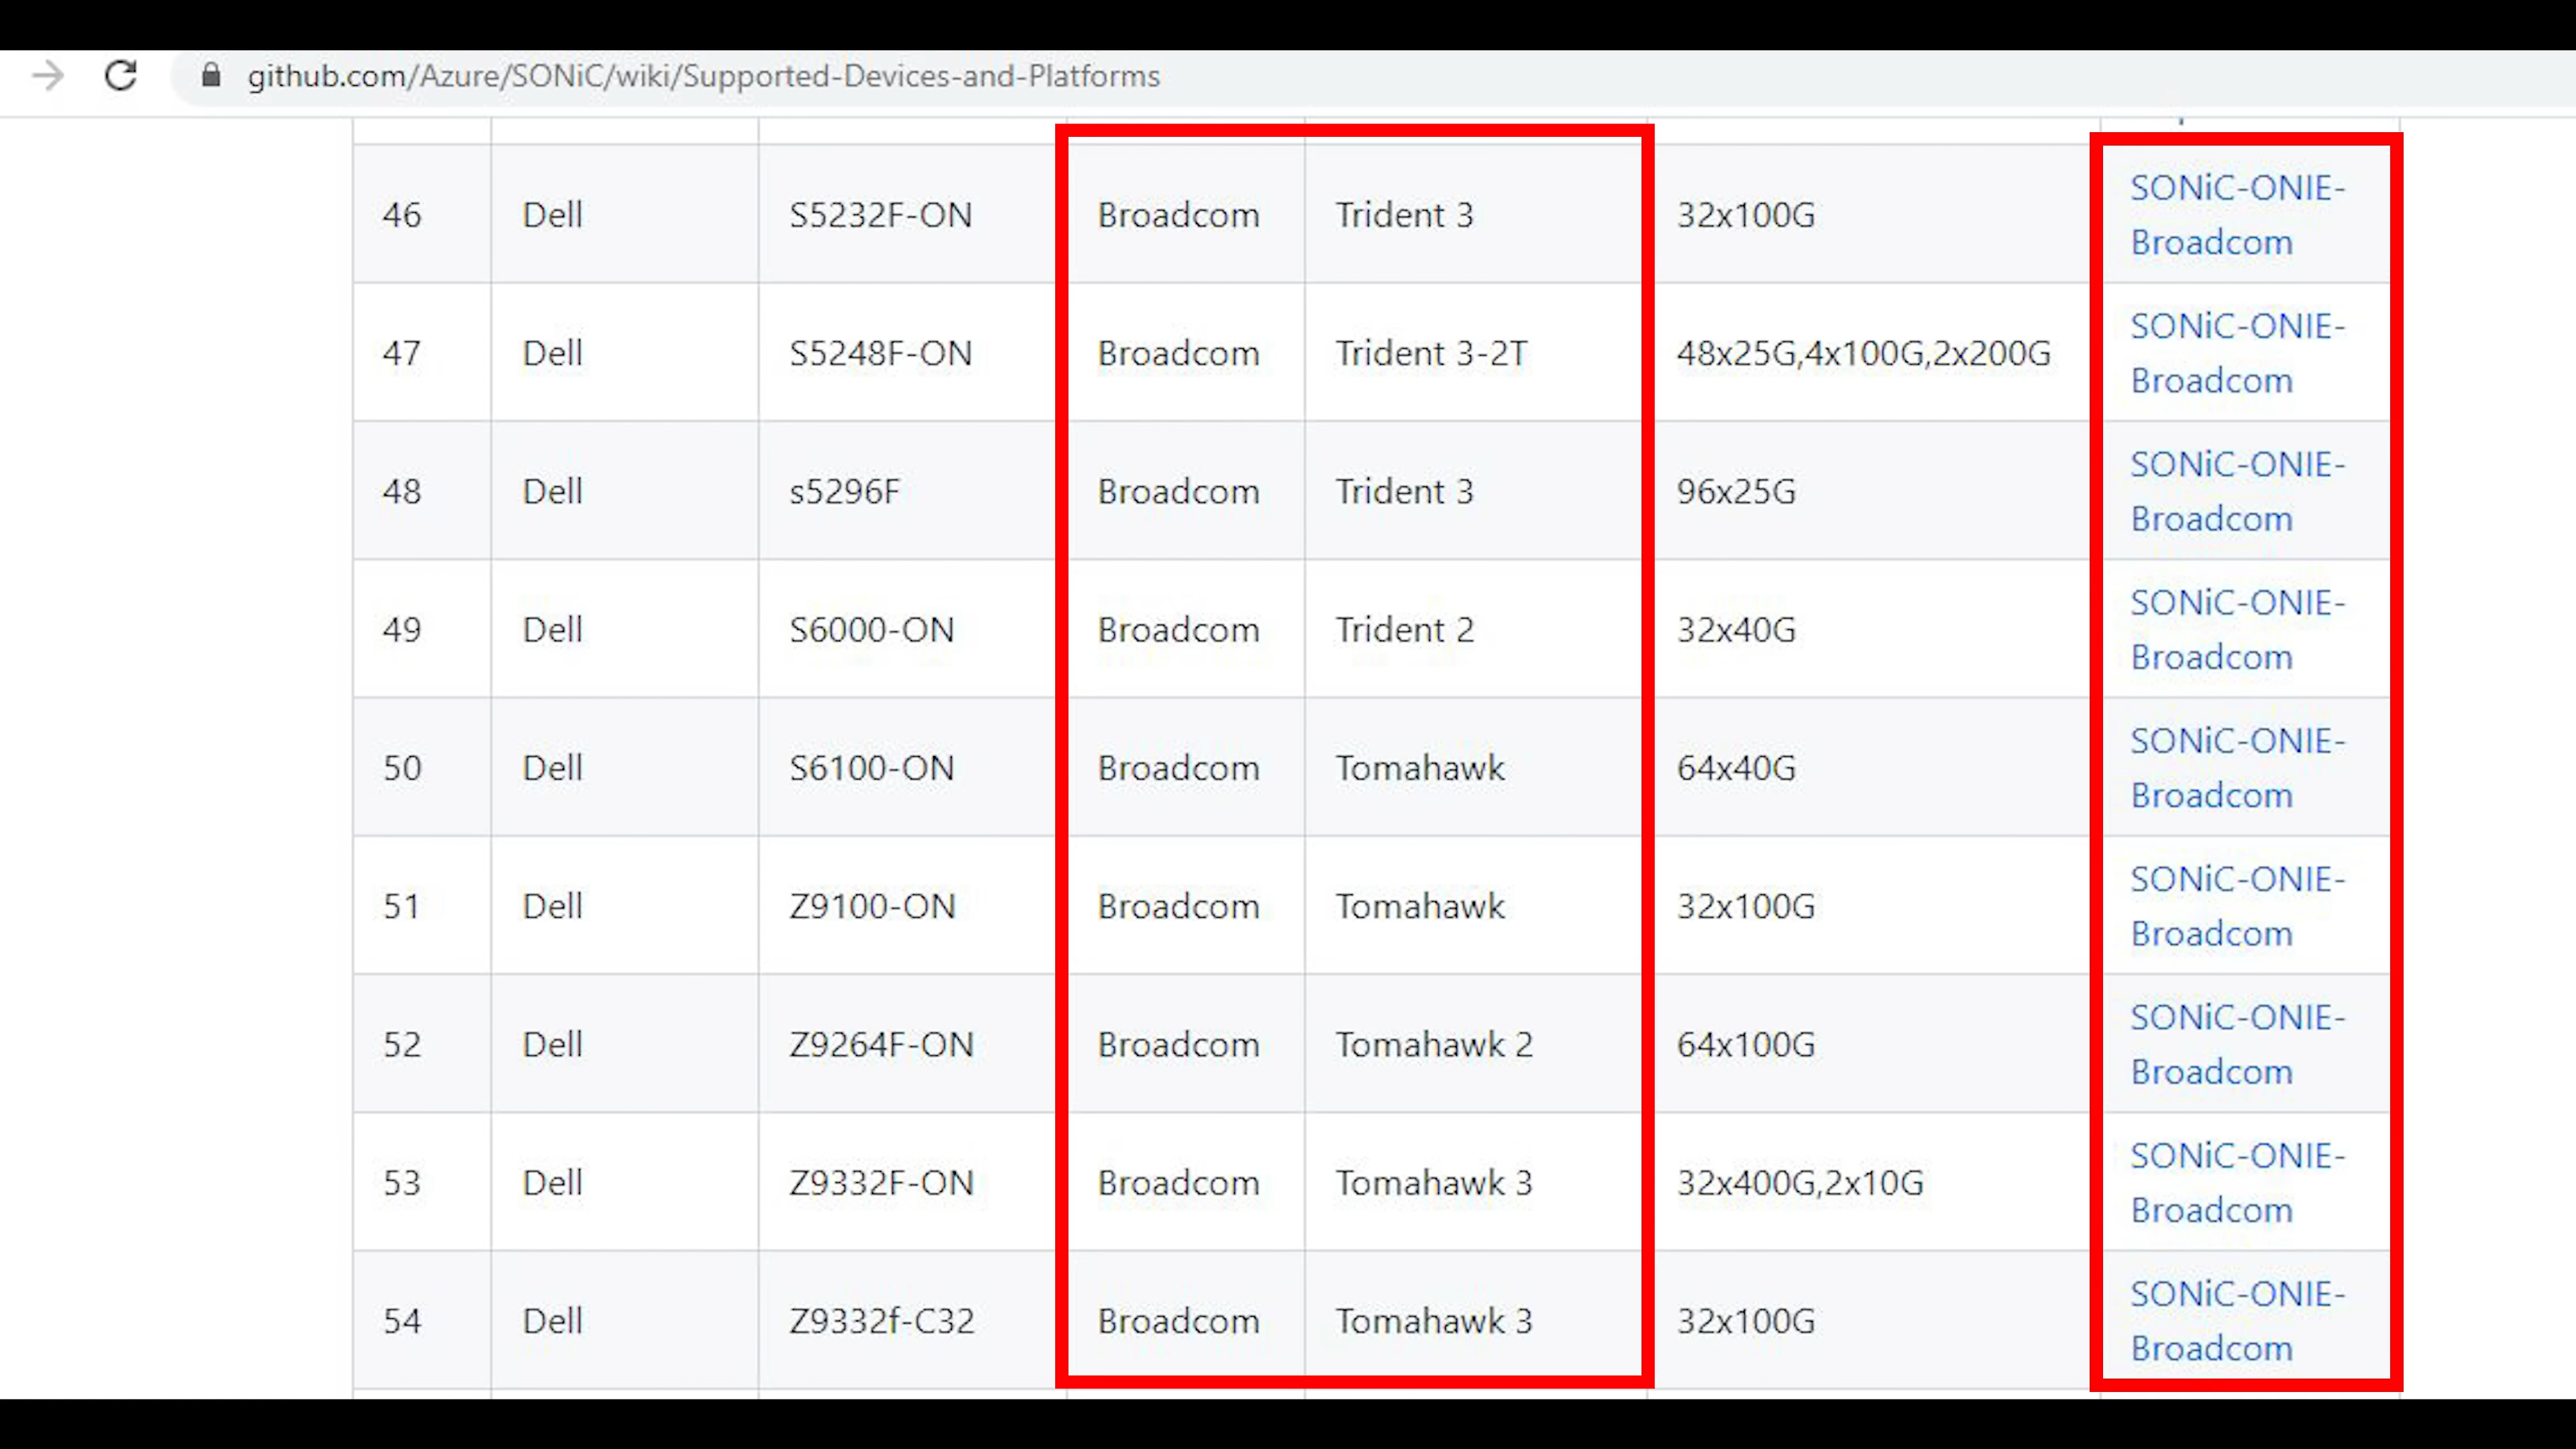 github.com/Azure/SONiC/wiki/Supported-Devices-and-Platforms
46 Dell S5232F-ON Broadcom Trident 3 32x100G SONiC-ONIE-
Broadcom
47 Dell S5248F-ON Broadcom Trident 3-2T 48x25G,4x100G,2x200G SONiC-ONIE-
Broadcom
48 Dell s5296F Broadcom Trident 3 96x25G SONiC-ONIE-
Broadcom
49 Dell S6000-ON Broadcom Trident 2 32x40G SONiC-ONIE-
Broadcom
50 Dell S6100-ON Broadcom Tomahawk 64x40G SONiC-ONIE-
Broadcom
51 Dell Z9100-ON Broadcom Tomahawk 32x100G SONiC-ONIE-
Broadcom
52 Dell Z9264F-ON Broadcom Tomahawk 2 64x100G SONiC-ONIE-
Broadcom
53 Dell Z9332F-ON Broadcom Tomahawk 3 32x400G,2x10G SONiC-ONIE-
Broadcom
54 Dell Z9332f-C32 Broadcom Tomahawk 3 32x100G SONiC-ONIE-
Broadcom